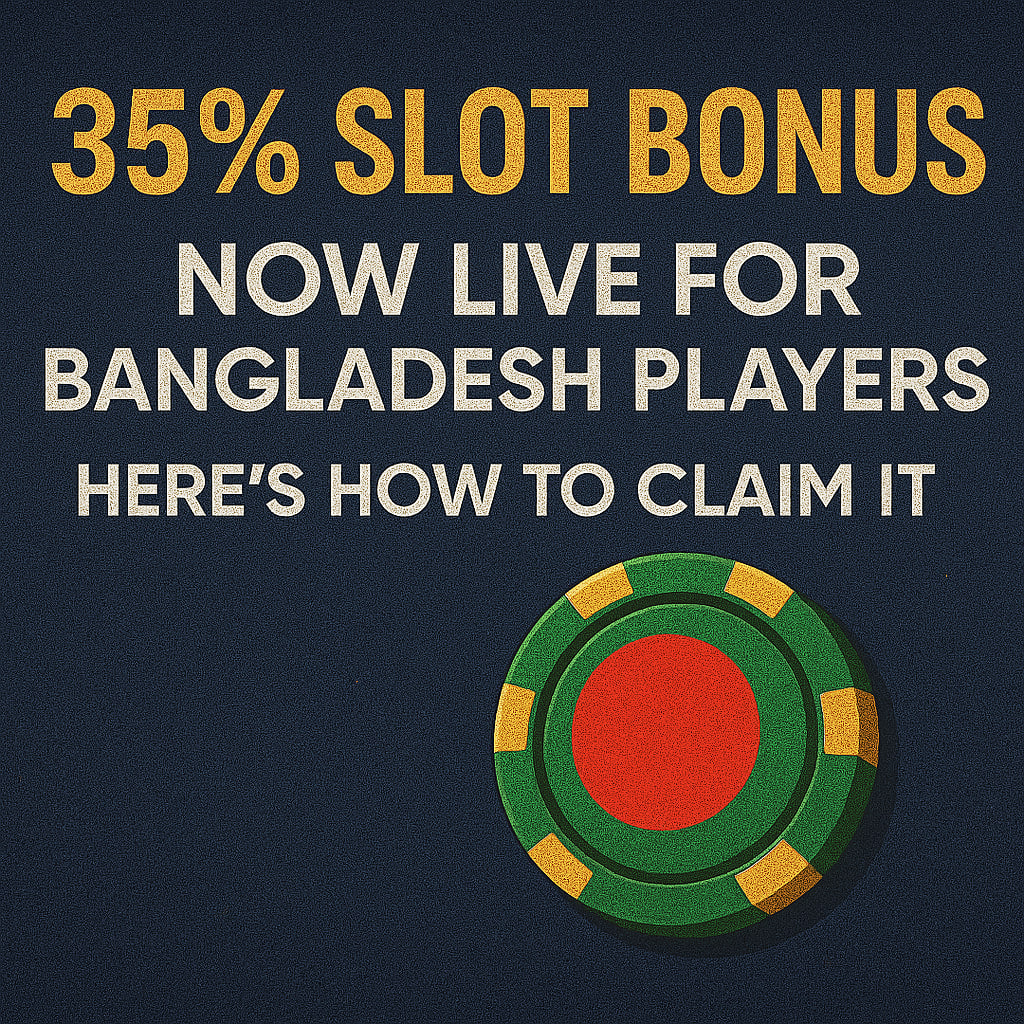 35% SLOT BONUS
NOW LIVE FOR
BANGLADESH PLAYERS
HERE'S HOW TO CLAIM IT